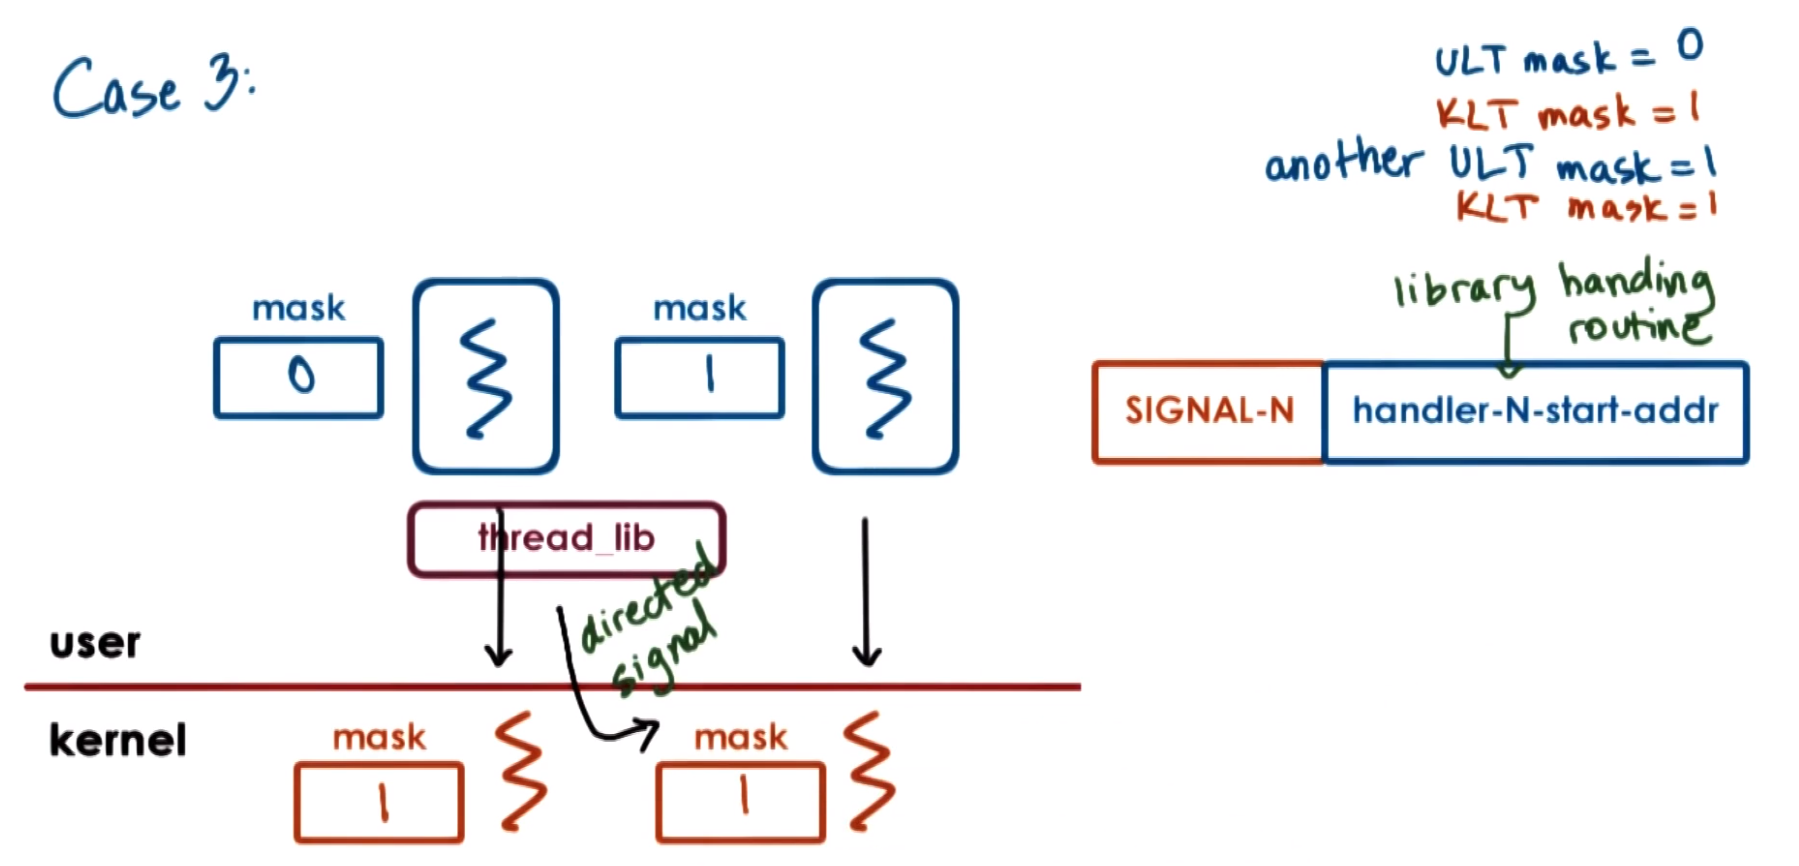 Case 3:
ULT mask = 0
KLT mask = 1
another ULT mask = 1
KLT mask = 1
library handing
routine
mask
mask
0
1
SIGNAL-N
handler-N-start-addr
thread_lib
directed
signal
user
kernel
mask
mask
1
1